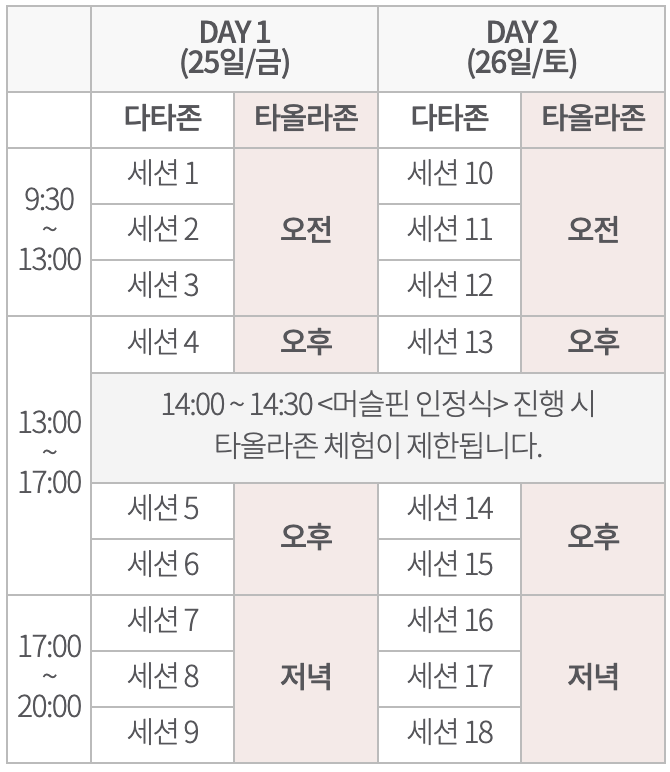 DAY 1
(25일/금)
DAY 2
(26일/토)
다타존
타올라존
다타존
타올라존
9:30
~
13:00
세션 1
세션 2
세션 3
오전
세션 10
세션 11
세션 12
오전
13:00
~
17:00
세션 4
오후
세션 13
오후
14:00 ~ 14:30 <머슬핀 인정식> 진행 시
타올라존 체험이 제한됩니다.
세션 5
세션 6
오후
세션 14
세션 15
오후
17:00
~
20:00
세션 7
세션 8
세션 9
저녁
세션 16
세션 17
세션 18
저녁